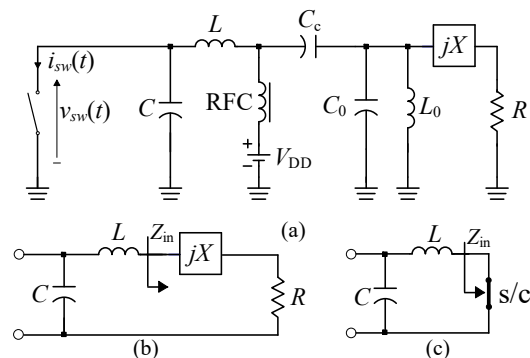 L
C_c
i_sw(t)
jX
v_sw(t)
C
RFC
C_0
L_0
R
+
−
V_DD
−
(a)
L
Z_in
jX
C
R
(b)
L
Z_in
C
s/c
(c)